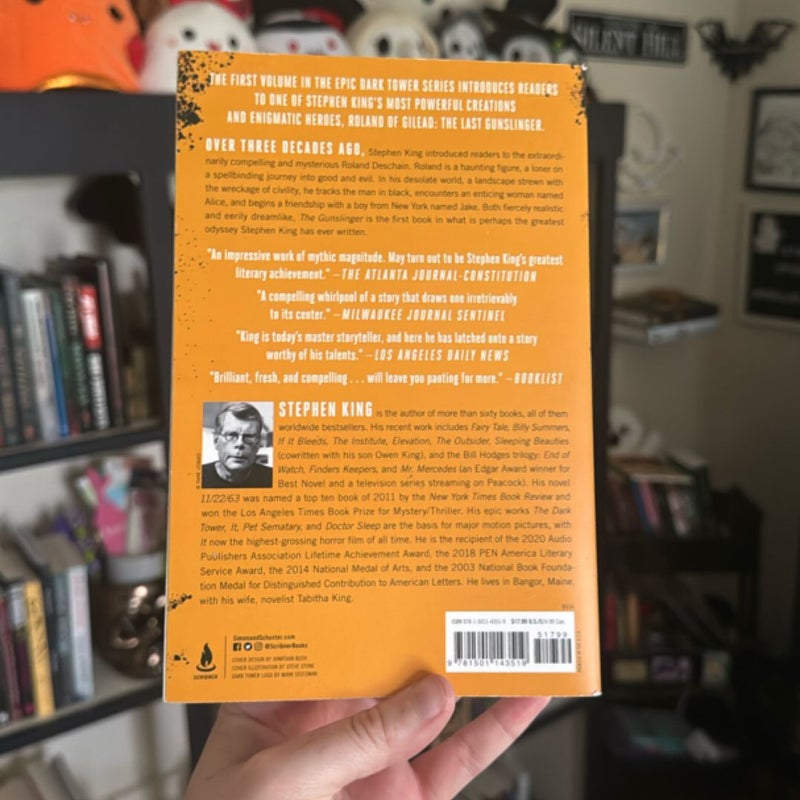 SILENT HILL
THE FIRST VOLUME IN THE EPIC DARK TOWER SERIES INTRODUCES READERS
TO ONE OF STEPHEN KING'S MOST POWERFUL CREATIONS
AND ENIGMATIC HEROES, ROLAND OF GILEAD: THE LAST GUNSLINGER.
OVER THREE DECADES AGO, Stephen King introduced readers to the extraordi-
narily compelling and mysterious Roland Deschain. Roland is a haunting figure, a loner on
a spellbinding journey into good and evil. In his desolate world, a landscape strewn with
the wreckage of civility, he tracks the man in black, encounters an enticing woman named
Alice, and begins a friendship with a boy from New York named Jake. Both fiercely realistic
and eerily dreamlike, The Gunslinger is the first book in what is perhaps the greatest
odyssey Stephen King has ever written.
"An impressive work of mythic magnitude. May turn out to be Stephen King's greatest
literary achievement." —THE ATLANTA JOURNAL-CONSTITUTION
"A compelling whirlpool of a story that draws one irretrievably
to its center." —MILWAUKEE JOURNAL SENTINEL
"King is today's master storyteller, and here he has latched onto a story
worthy of his talents." —LOS ANGELES DAILY NEWS
"Brilliant, fresh, and compelling . . . will leave you panting for more." —BOOKLIST
STEPHEN KING is the author of more than sixty books, all of them
worldwide bestsellers. His recent work includes Fairy Tale, Billy Summers,
If It Bleeds, The Institute, Elevation, The Outsider, Sleeping Beauties
(cowritten with his son Owen King), and the Bill Hodges trilogy: End of
Watch, Finders Keepers, and Mr. Mercedes (an Edgar Award winner for
Best Novel and a television series streaming on Peacock). His novel
11/22/63 was named a top ten book of 2011 by the New York Times Book Review and
won the Los Angeles Times Book Prize for Mystery/Thriller. His epic works The Dark
Tower, It, Pet Sematary, and Doctor Sleep are the basis for major motion pictures, with
It now the highest-grossing horror film of all time. He is the recipient of the 2020 Audio
Publishers Association Lifetime Achievement Award, the 2018 PEN America Literary
Service Award, the 2014 National Medal of Arts, and the 2003 National Book Founda-
tion Medal for Distinguished Contribution to American Letters. He lives in Bangor, Maine,
with his wife, novelist Tabitha King.
SimonandSchuster.com
@ScribnerBooks
SCRIBNER
COVER DESIGN BY JONATHAN BUSH
COVER ILLUSTRATION BY STEVE STONE
DARK TOWER LOGO BY MARK STUTZMAN
ISBN 978-1-5011-4351-9 $17.99 U.S./$24.99 Can.
51799
9 781501 143519